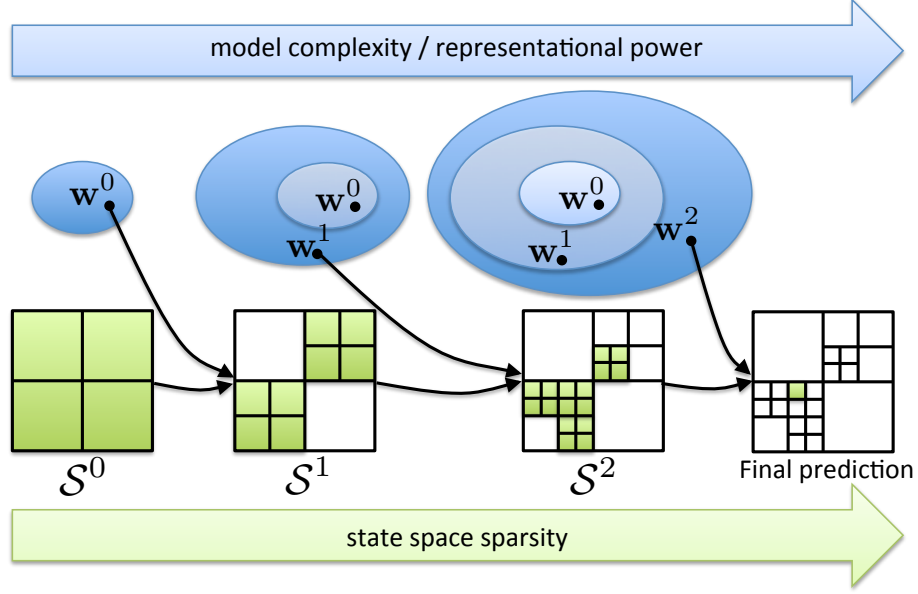 model complexity / representational power
w⁰
w⁰
w¹
w⁰
w¹
w²
S⁰
S¹
S²
Final prediction
state space sparsity